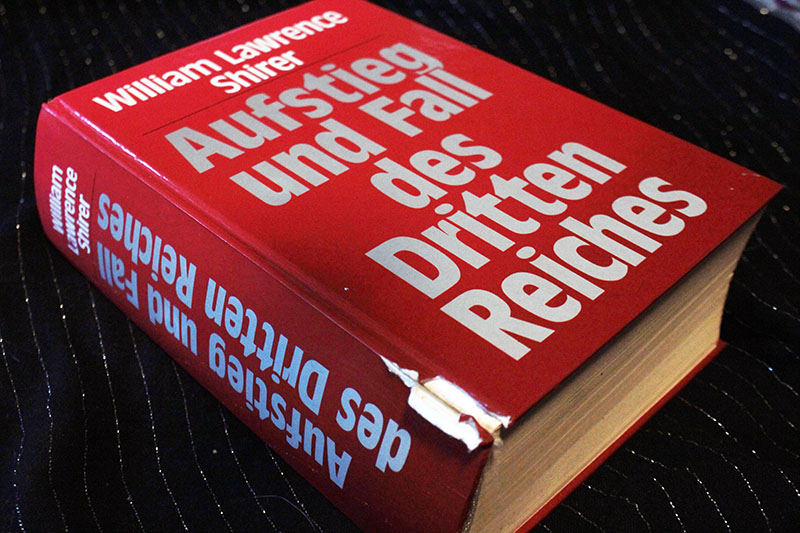 William Lawrence
Shirer
Aufstieg
und Fall
des
Dritten
Reiches
William
Lawrence
Shirer
Aufstieg und Fall
des Dritten Reiches